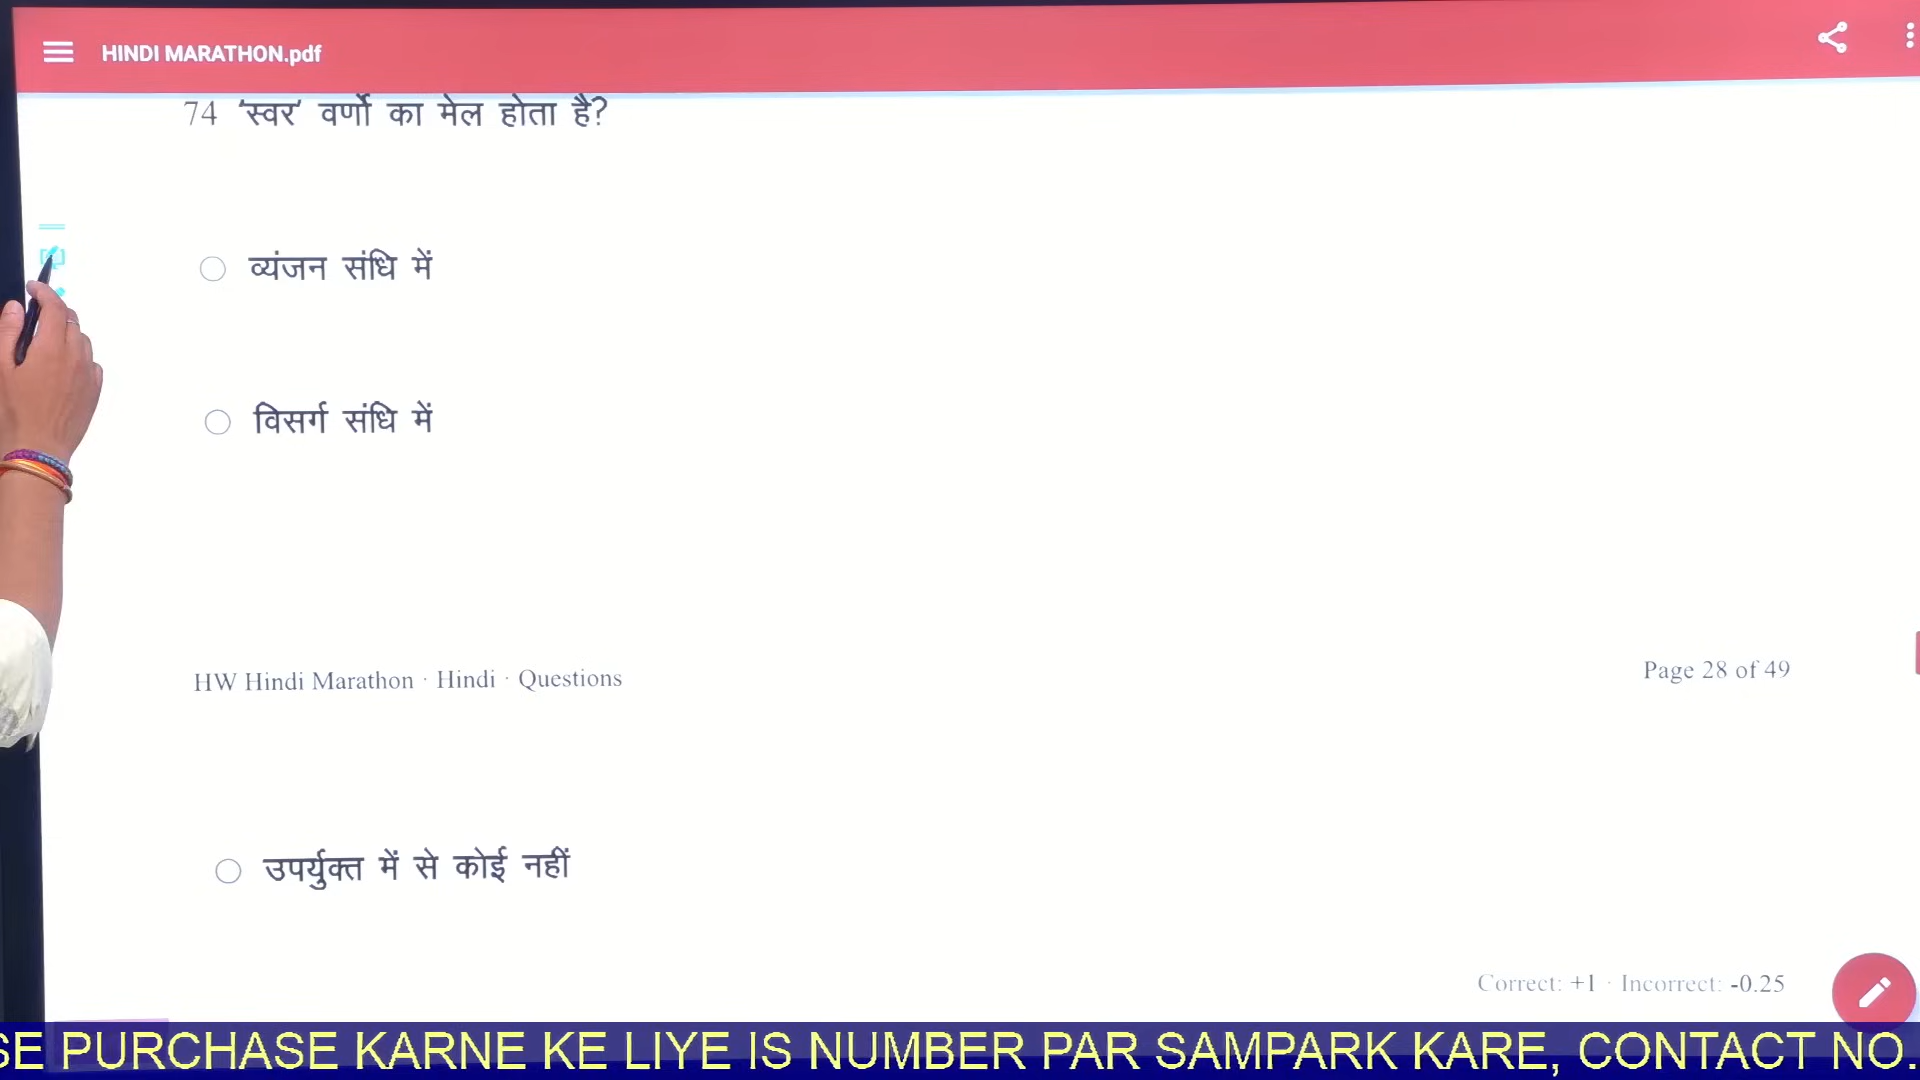 HINDI MARATHON.pdf
74 'स्वर' वर्णो का मेल होता है?
व्यंजन संधि में
विसर्ग संधि में
HW Hindi Marathon · Hindi · Questions
Page 28 of 49
उपर्युक्त में से कोई नहीं
Correct: +1 · Incorrect: -0.25
SE PURCHASE KARNE KE LIYE IS NUMBER PAR SAMPARK KARE, CONTACT NO.